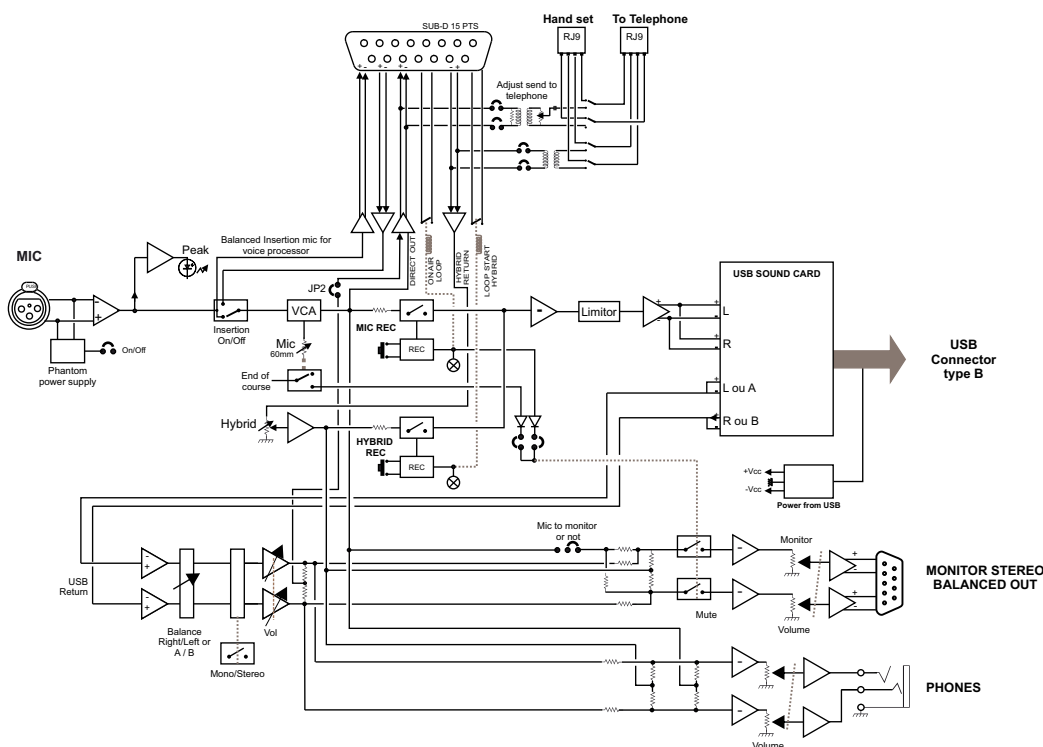 SUB-D 15 PTS
Hand set
To Telephone
RJ9
RJ9
+ - + - + - - +
Adjust send to
telephone
MIC
PUSH
Peak
Balanced Insertion mic for
voice processor
DIRECT OUT
ON AIR
LOOP
HYBRID
RETURN
LOOP START
HYBRID
JP2
USB SOUND CARD
L
R
L ou A
R ou B
USB
Connector
type B
Insertion
On/Off
VCA
MIC REC
REC
Limitor
On/Off
Phantom
power supply
Mic
60mm
End of
course
Hybrid
HYBRID
REC
REC
+Vcc
-Vcc
Power from USB
Mic to monitor
or not
Monitor
MONITOR STEREO
BALANCED OUT
USB
Return
Mute
Volume
Balance
Right/Left or
A / B
Vol
Mono/Stereo
PHONES
Volume